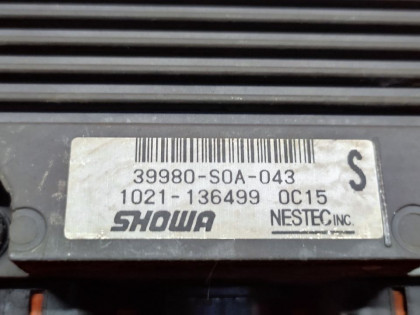 39980-S0A-043
S
1021-136499 0C15
SHOWA NESTEC INC.